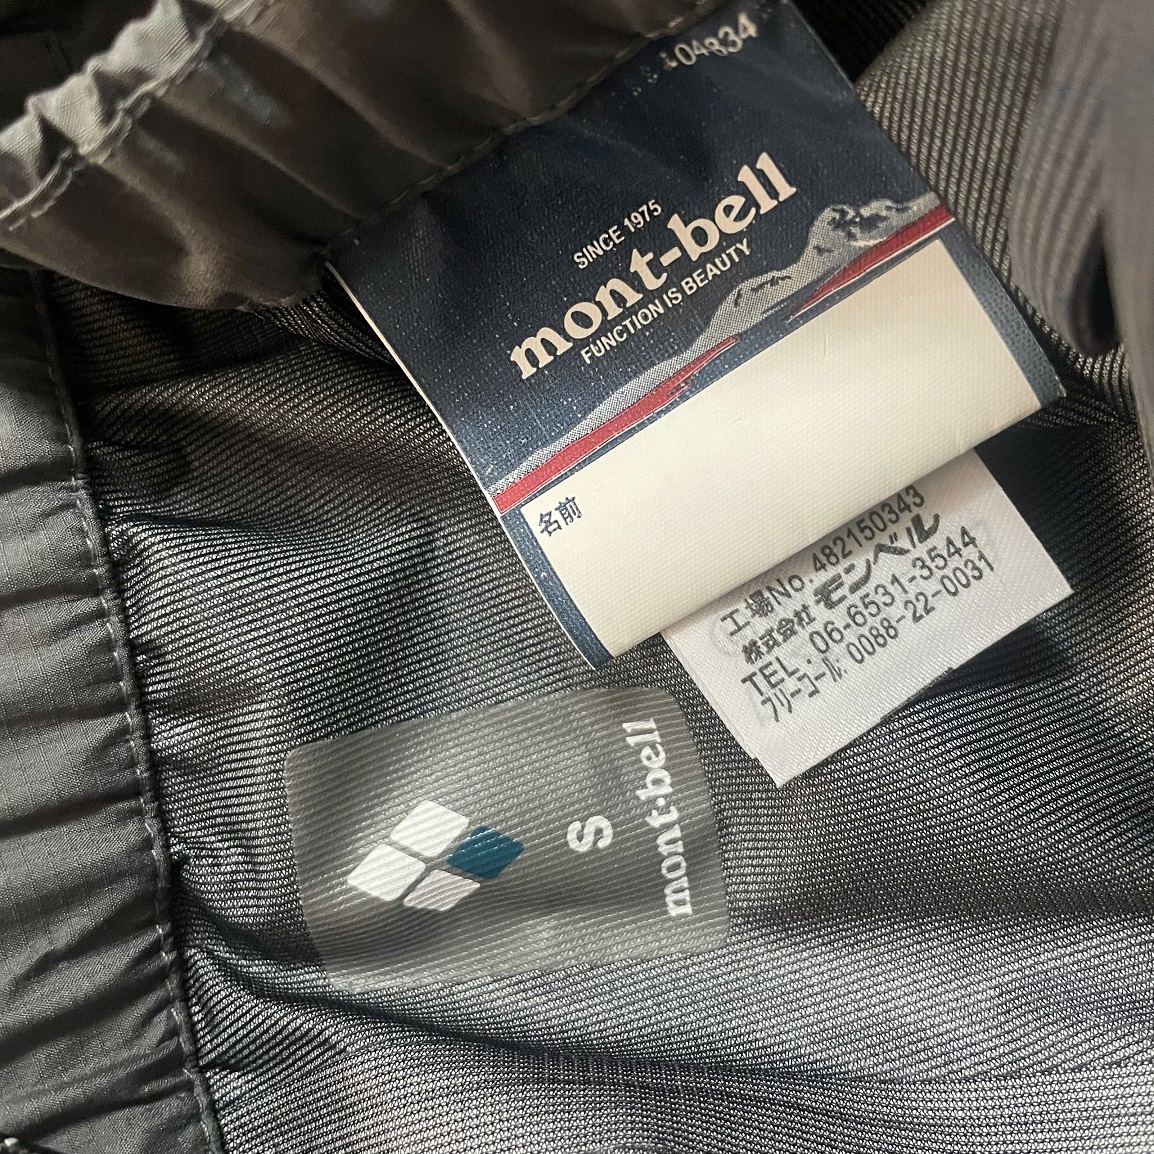 SINCE 1975
mont-bell
FUNCTION IS BEAUTY
名前
工場No. 482150343
株式会社 モンベル
TEL: 06-6531-3544
フリーコール: 0088-22-0031
S
mont-bell